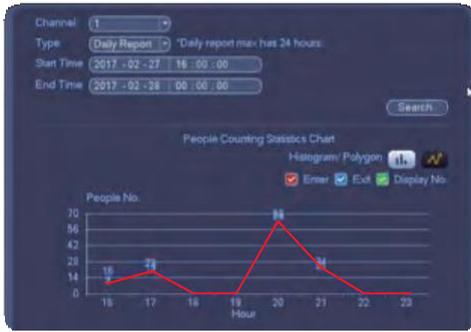 Channel 1
Type Daily Report *Daily report max has 24 hours.
Start Time 2017 - 02 - 27 16 : 00 : 00
End Time 2017 - 02 - 28 00 : 00 : 00
Search
People Counting Statistics Chart
Histogram/ Polygon
Enter Exit Display No.
People No.
70
56
42
28
14
0
16 17 18 19 20 21 22 23
Hour